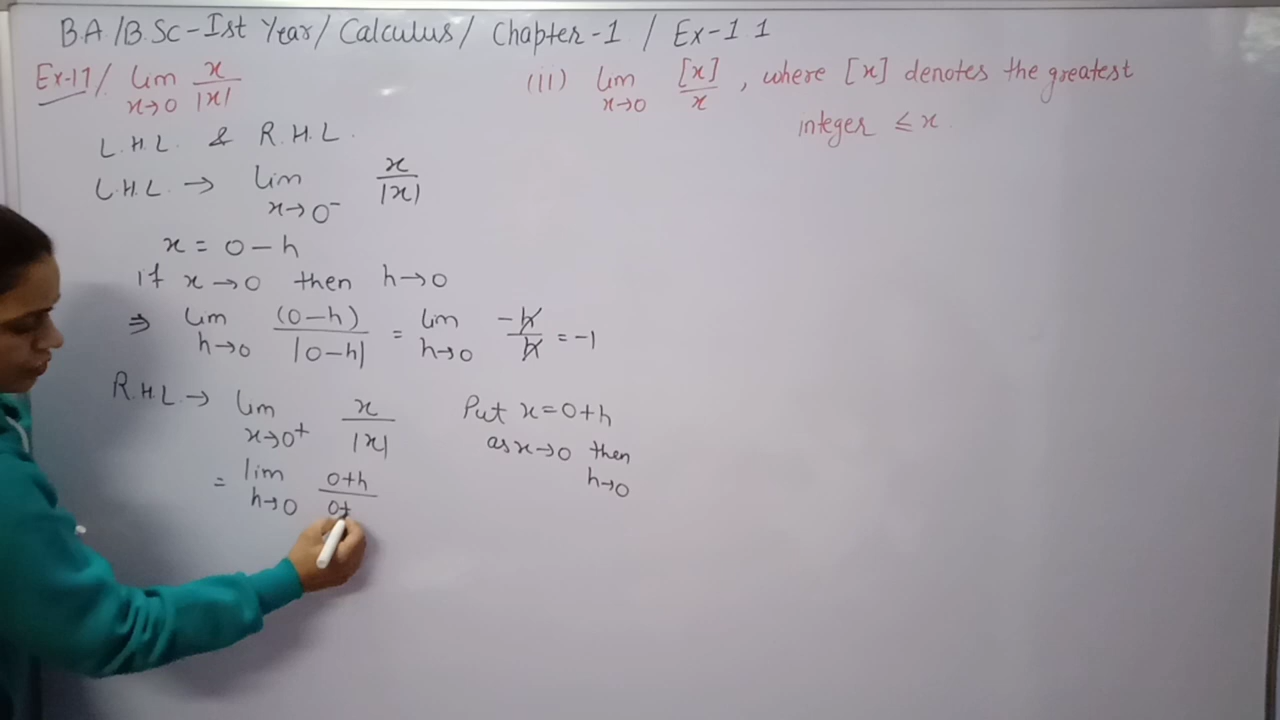 B.A./B.Sc-Ist Year/ Calculus/ Chapter-1 / Ex-1.1
Ex-17/ lim x→0 x/|x|
(ii) lim x→0 [x]/x , where [x] denotes the greatest
integer ≤ x
L.H.L. & R.H.L.
L.H.L. → lim x→0⁻ x/|x|
x = 0 - h
if x→0 then h→0
⇒ lim h→0 (0-h)/|0-h| = lim h→0 -h/h = -1
R.H.L → lim x→0⁺ x/|x|
Put x=0+h
as x→0 then
h→0
= lim h→0 0+h/0+